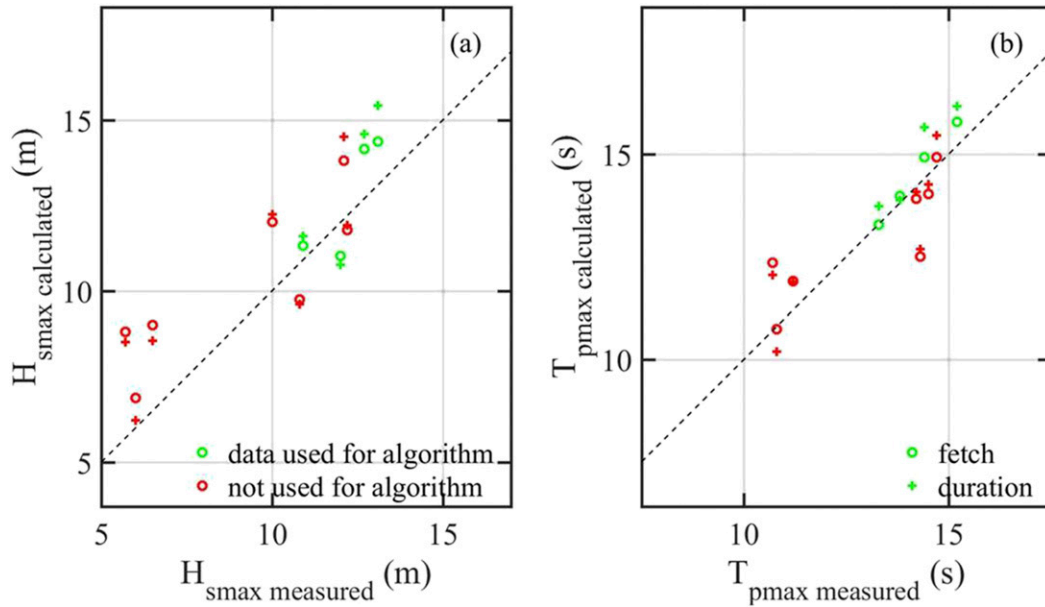 (a)
15
10
5
H smax calculated (m)
data used for algorithm
not used for algorithm
5
10
15
H smax measured (m)
(b)
15
10
T pmax calculated (s)
fetch
duration
10
15
T pmax measured (s)